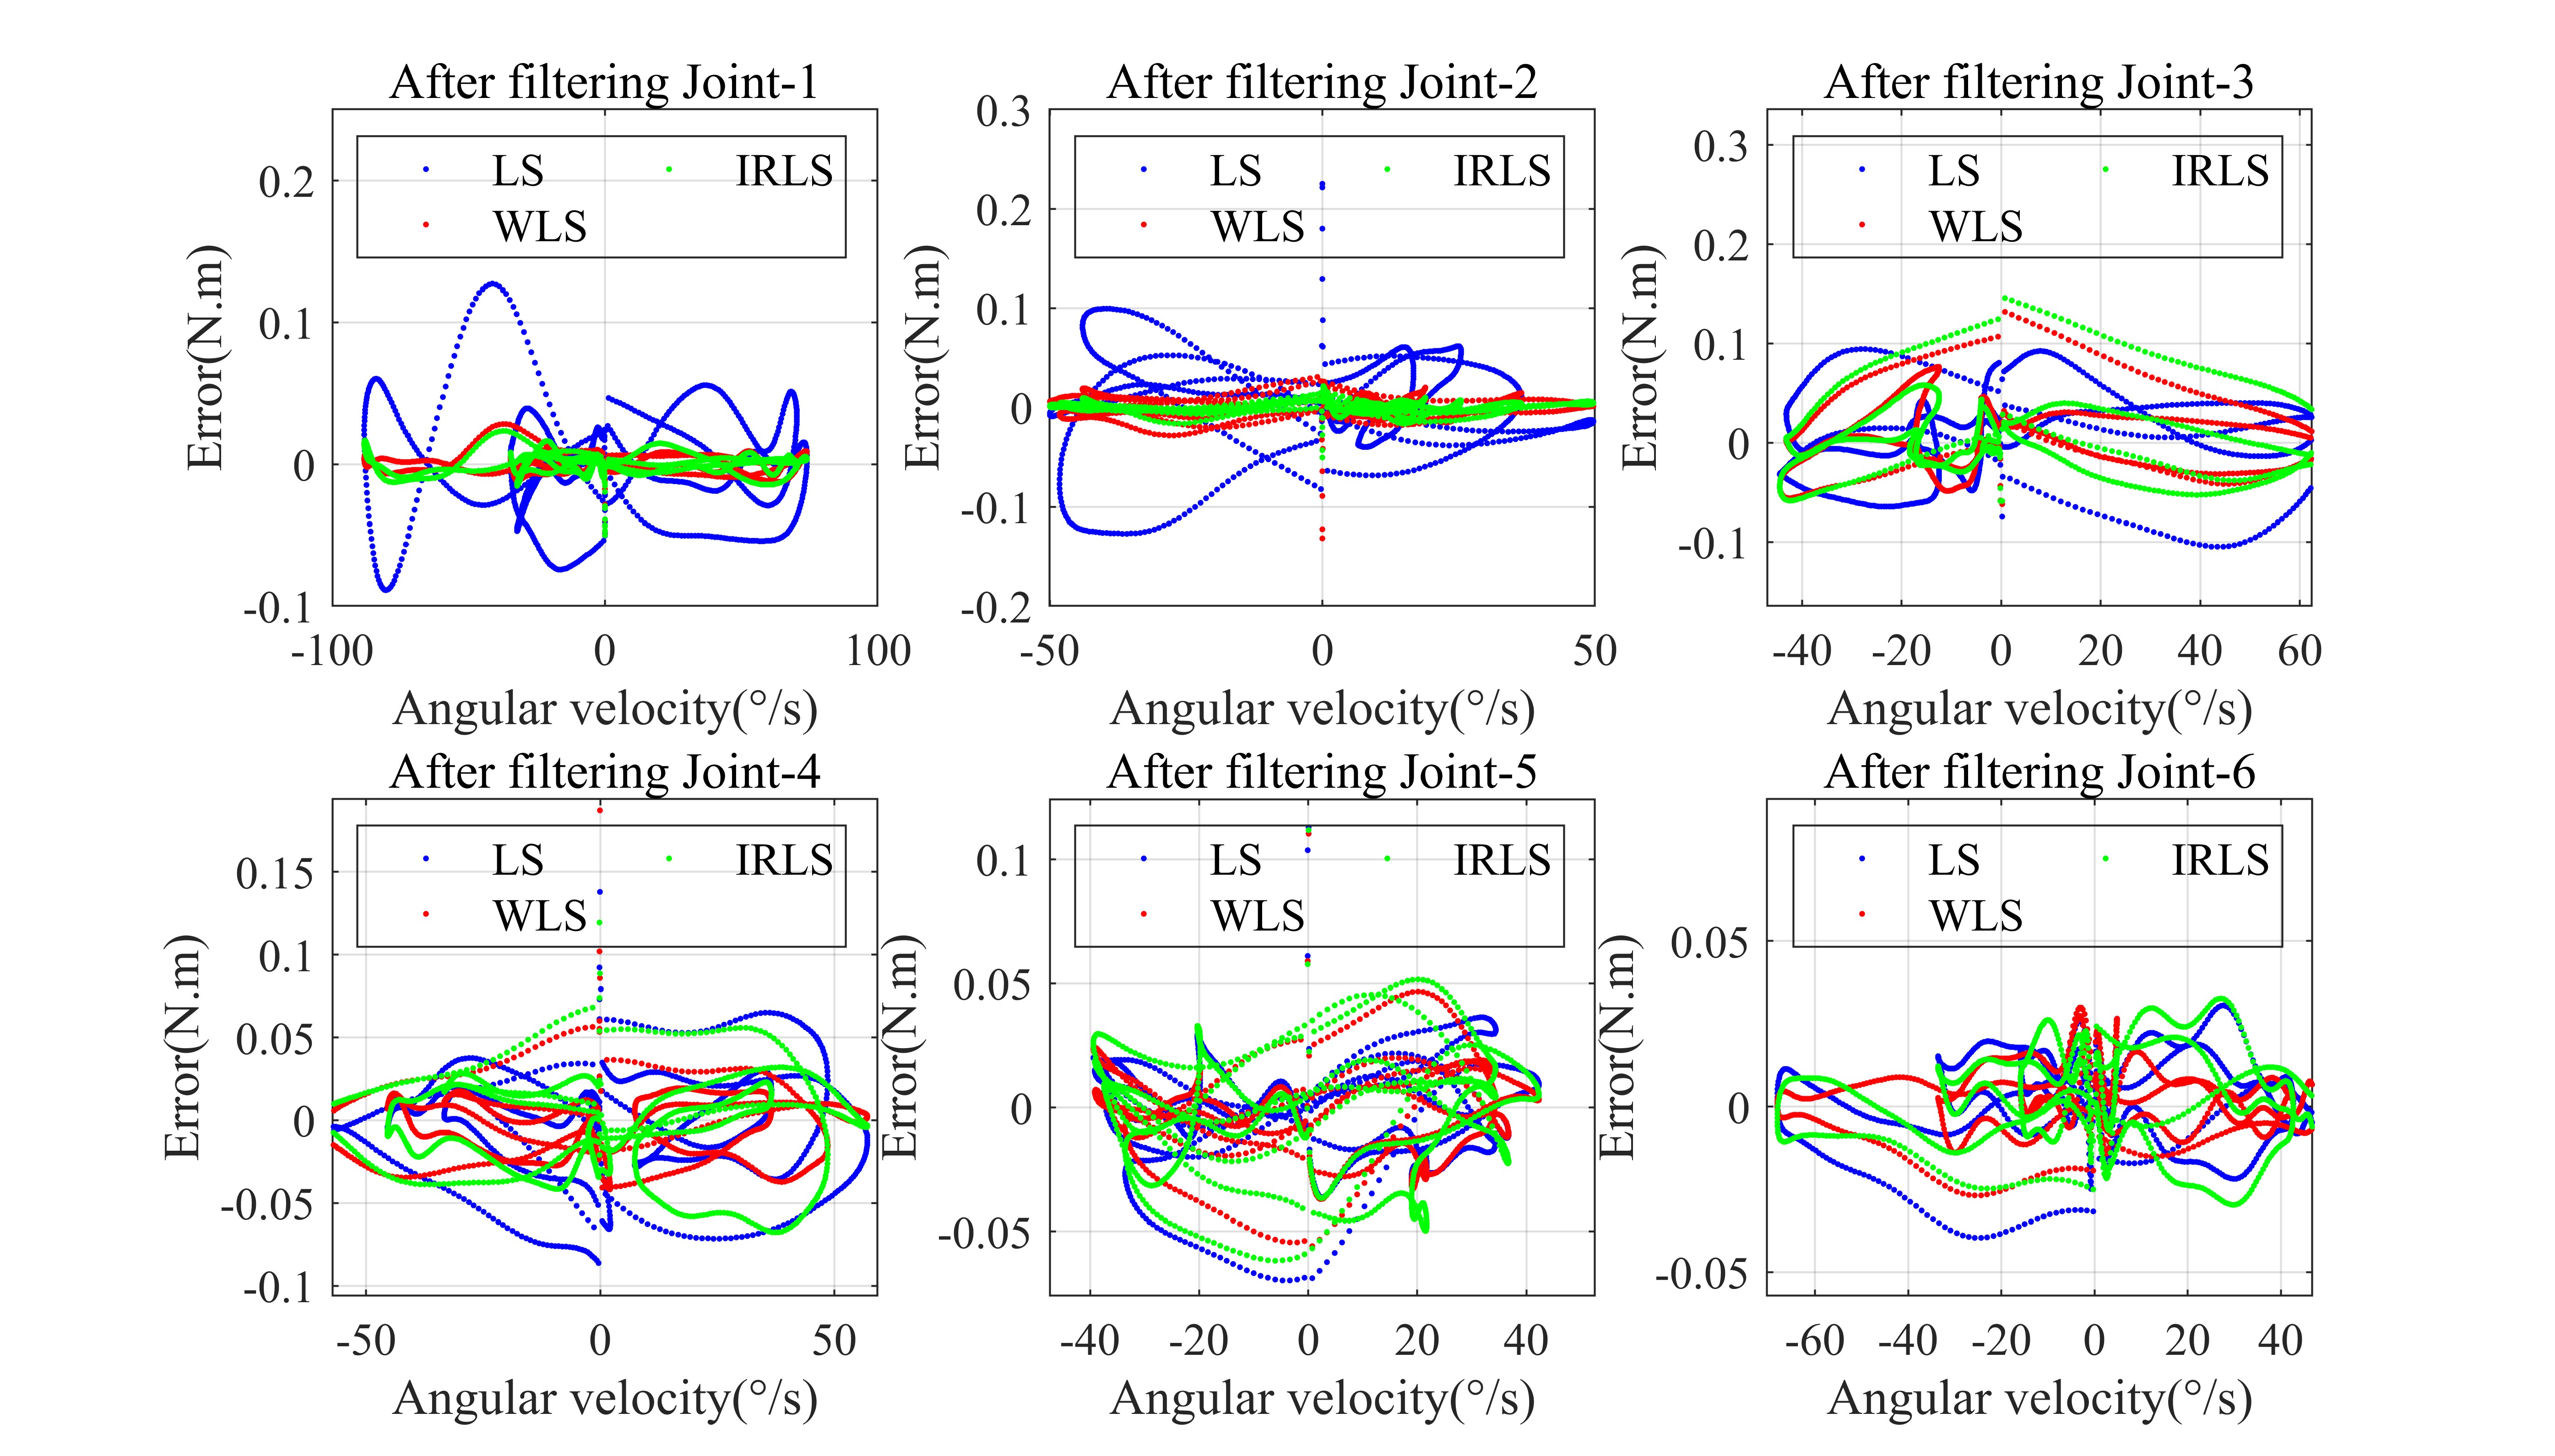 After filtering Joint-1
LS
IRLS
WLS
0.2
0.1
0
-0.1
Error(N.m)
-100
0
100
Angular velocity(°/s)
After filtering Joint-2
LS
IRLS
WLS
0.3
0.2
0.1
0
-0.1
-0.2
Error(N.m)
-50
0
50
Angular velocity(°/s)
After filtering Joint-3
LS
IRLS
WLS
0.3
0.2
0.1
0
-0.1
Error(N.m)
-40
-20
0
20
40
60
Angular velocity(°/s)
After filtering Joint-4
LS
IRLS
WLS
0.15
0.1
0.05
0
-0.05
-0.1
Error(N.m)
-50
0
50
Angular velocity(°/s)
After filtering Joint-5
LS
IRLS
WLS
0.1
0.05
0
-0.05
Error(N.m)
-40
-20
0
20
40
Angular velocity(°/s)
After filtering Joint-6
LS
IRLS
WLS
0.05
0
-0.05
Error(N.m)
-60
-40
-20
0
20
40
Angular velocity(°/s)